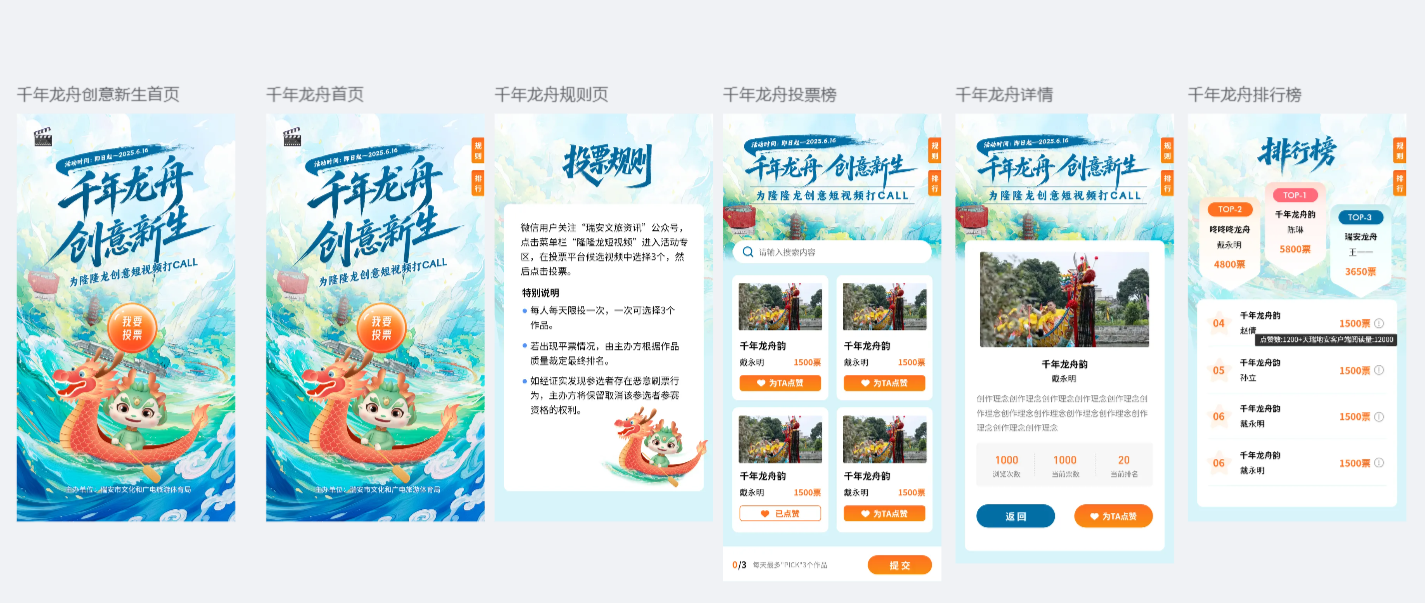 千年龙舟创意新生首页
活动时间：即日起—2025.6.16
千年龙舟
创意新生
为隆隆龙创意短视频打CALL
我要
投票
主办单位：瑞安市文化和广电旅游体育局
千年龙舟首页
规则
排行
活动时间：即日起—2025.6.16
千年龙舟
创意新生
为隆隆龙创意短视频打CALL
我要
投票
主办单位：瑞安市文化和广电旅游体育局
千年龙舟规则页
投票规则
微信用户关注“瑞安文旅资讯”公众号，
点击菜单栏“隆隆龙短视频”进入活动专
区，在投票平台候选视频中选择3个，然
后点击投票。
特别说明
每人每天限投一次，一次可选择3个
作品。
若出现平票情况，由主办方根据作品
质量裁定最终排名。
如经证实发现参选者存在恶意刷票行
为，主办方将保留取消该参选者参赛
资格的权利。
千年龙舟投票榜
活动时间：即日起—2025.6.16
规则
千年龙舟 创意新生
排行
为隆隆龙创意短视频打CALL
请输入搜索内容
千年龙舟韵
戴永明 1500票
为TA点赞
千年龙舟韵
戴永明 1500票
为TA点赞
千年龙舟韵
戴永明 1500票
已点赞
千年龙舟韵
戴永明 1500票
为TA点赞
0/3 每天最多"PICK"3个作品 提交
千年龙舟详情
活动时间：即日起—2025.6.16
规则
千年龙舟 创意新生
排行
为隆隆龙创意短视频打CALL
千年龙舟韵
戴永明
创作理念创作理念创作理念创作理念创作理念创
作理念创作理念创作理念创作理念创作理念创作
理念创作理念创作理念
1000 1000 20
浏览次数 当前票数 当前排名
返回 为TA点赞
千年龙舟排行榜
排行榜
规则
排行
TOP-2
咚咚咚龙舟
戴永明
4800票
TOP-1
千年龙舟韵
陈琳
5800票
TOP-3
瑞安龙舟
王一一
3650票
04 千年龙舟韵 1500票
赵倩
点赞数:1200+天瑞地安客户端阅读量:12000
05 千年龙舟韵 1500票
孙立
06 千年龙舟韵 1500票
戴永明
06 千年龙舟韵 1500票
戴永明